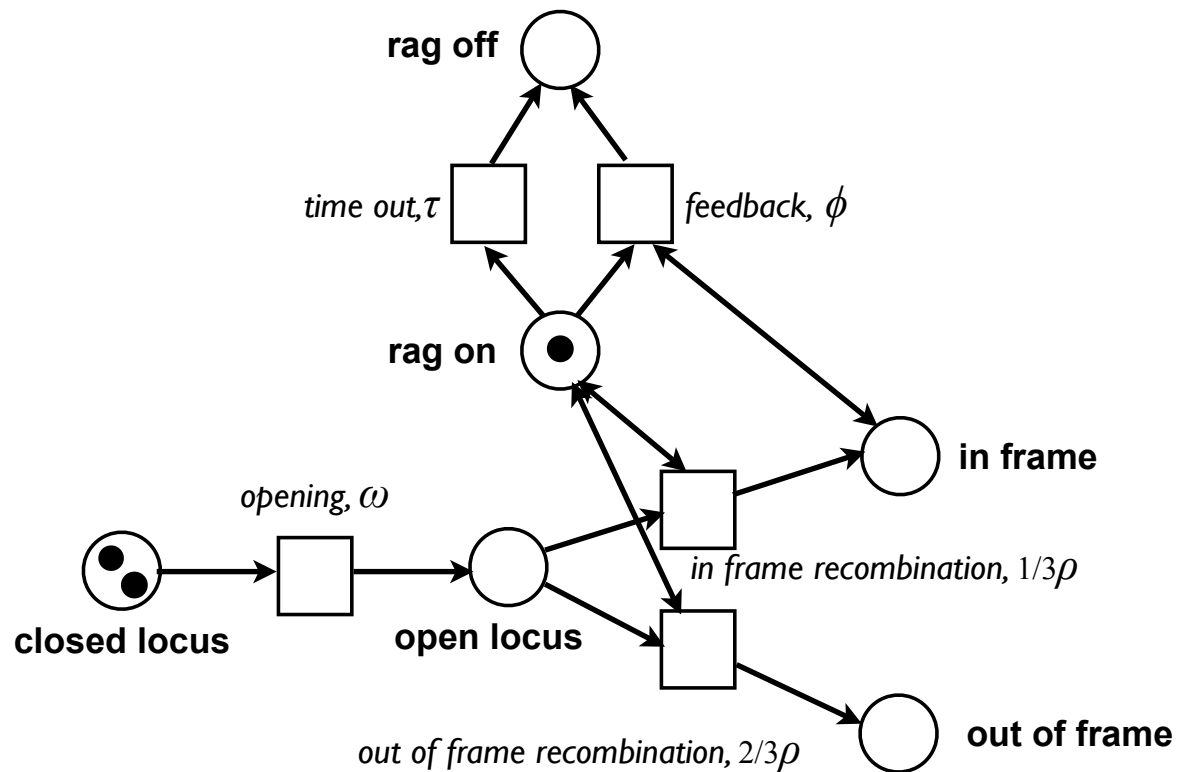 rag off
time out,τ
feedback, ϕ
rag on
in frame
opening, ω
in frame recombination, 1/3ρ
closed locus
open locus
out of frame
out of frame recombination, 2/3ρ